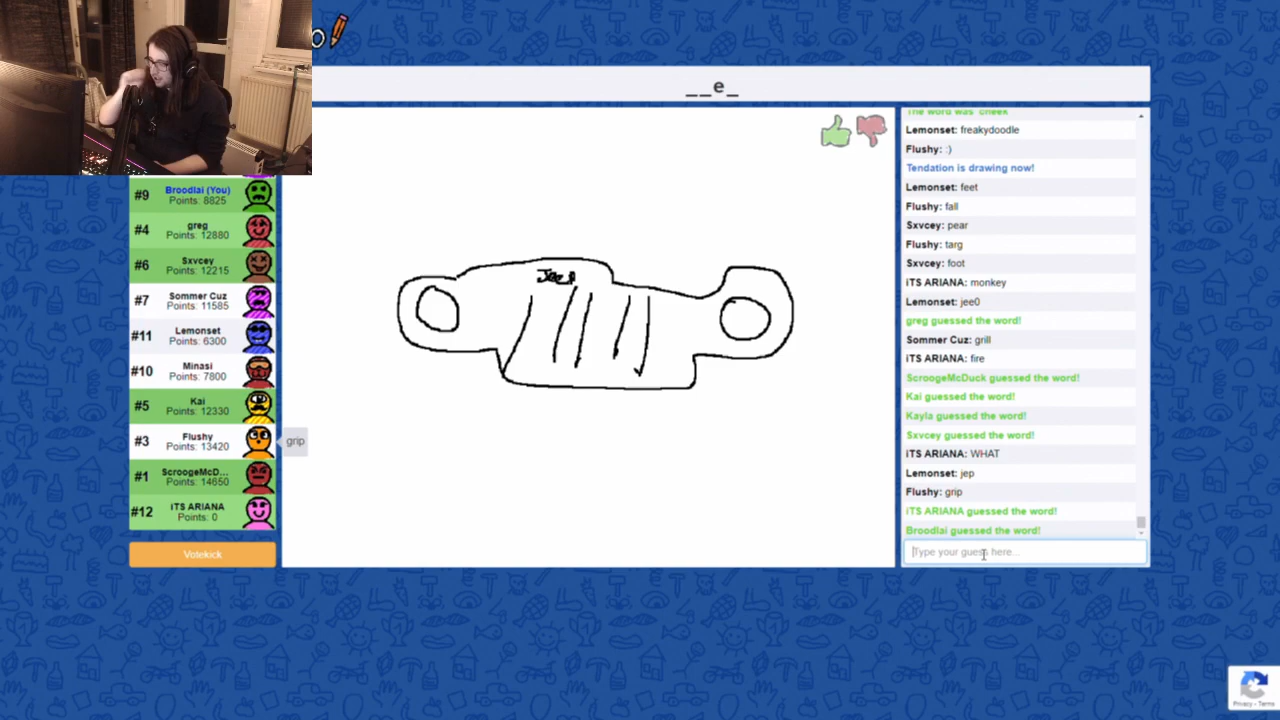 __e_
The word was 'cheek'
Lemonset: freakydoodle
Flushy: :)
Tendation is drawing now!
Lemonset: feet
Flushy: fall
Sxvcey: pear
Flushy: targ
Sxvcey: foot
iTS ARIANA: monkey
Lemonset: jee0
greg guessed the word!
Sommer Cuz: grill
iTS ARIANA: fire
ScroogeMcDuck guessed the word!
Kai guessed the word!
Kayla guessed the word!
Sxvcey guessed the word!
iTS ARIANA: WHAT
Lemonset: jep
Flushy: grip
iTS ARIANA guessed the word!
Broodlai guessed the word!
Type your guess here...
#9 Broodlai (You)
Points: 8825
#4 greg
Points: 12880
#6 Sxvcey
Points: 12215
#7 Sommer Cuz
Points: 11585
#11 Lemonset
Points: 6300
#10 Minasi
Points: 7800
#5 Kai
Points: 12330
#3 Flushy
Points: 13420
grip
#1 ScroogeMcD...
Points: 14650
#12 iTS ARIANA
Points: 0
Votekick
Privacy - Terms